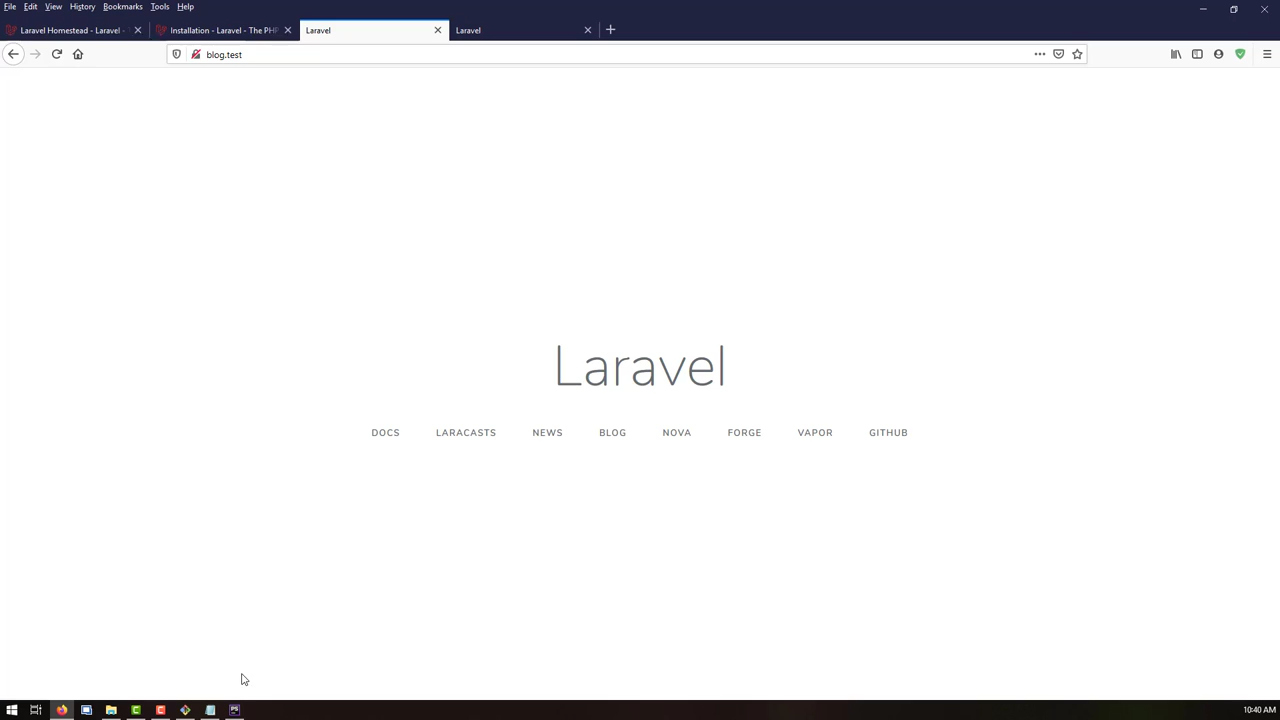 File Edit View History Bookmarks Tools Help
Laravel Homestead - Laravel - Installation - Laravel - The PHP Laravel Laravel
blog.test
Laravel
DOCS LARACASTS NEWS BLOG NOVA FORGE VAPOR GITHUB
PS 10:40 AM